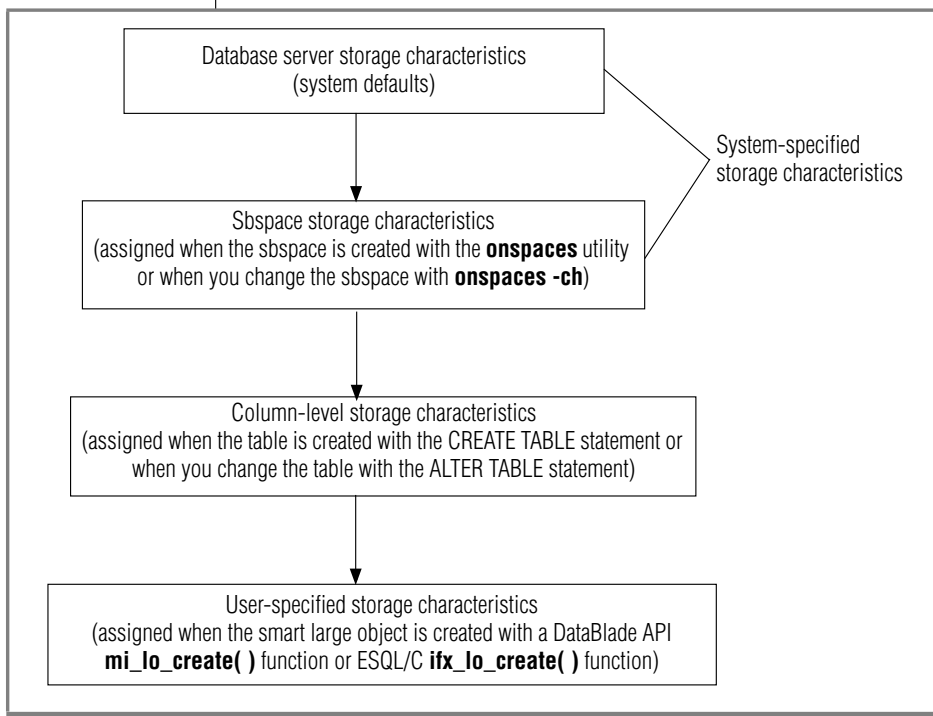 Database server storage characteristics
(system defaults)
System-specified
storage characteristics
Sbspace storage characteristics
(assigned when the sbspace is created with the onspaces utility
or when you change the sbspace with onspaces -ch)
Column-level storage characteristics
(assigned when the table is created with the CREATE TABLE statement or
when you change the table with the ALTER TABLE statement)
User-specified storage characteristics
(assigned when the smart large object is created with a DataBlade API
mi_lo_create( ) function or ESQL/C ifx_lo_create( ) function)